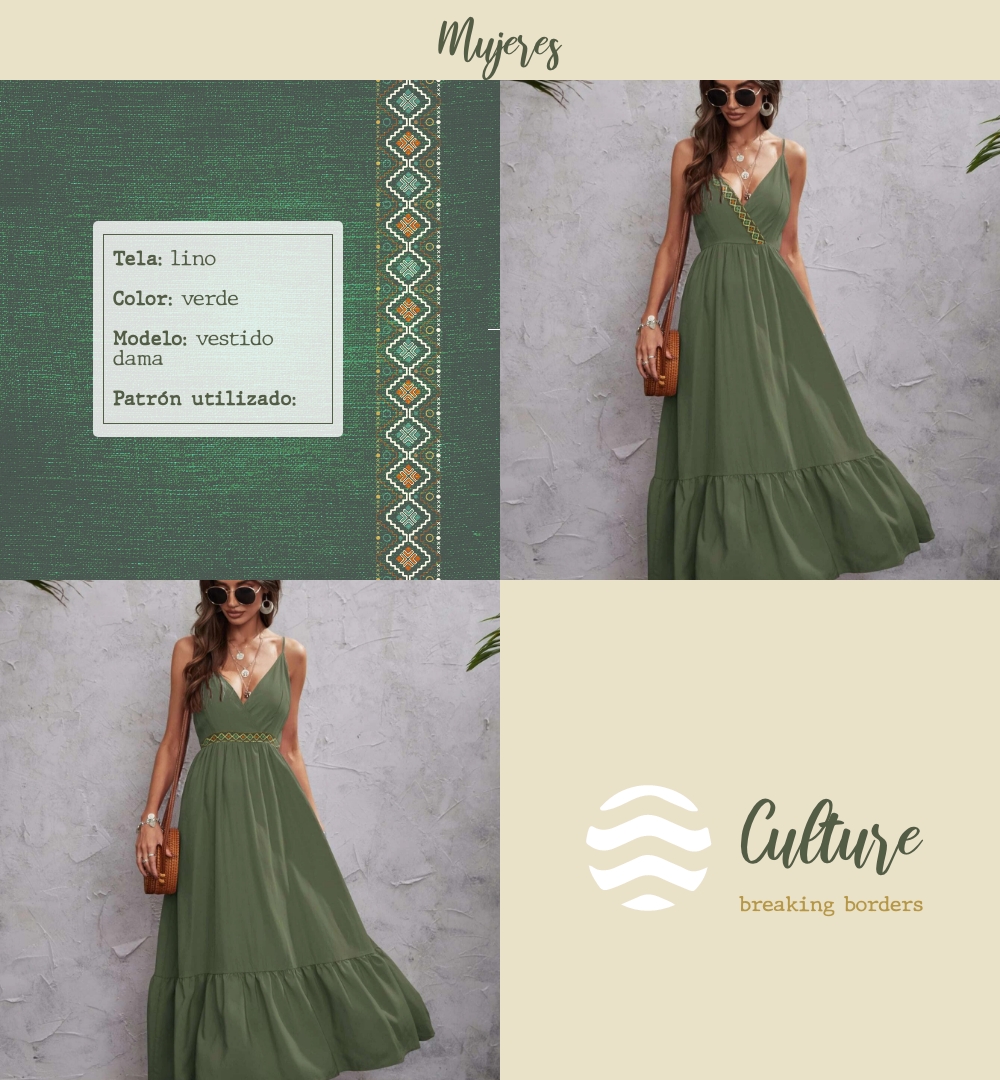 Mujeres
Tela: lino
Color: verde
Modelo: vestido
dama
Patrón utilizado:
Culture
breaking borders